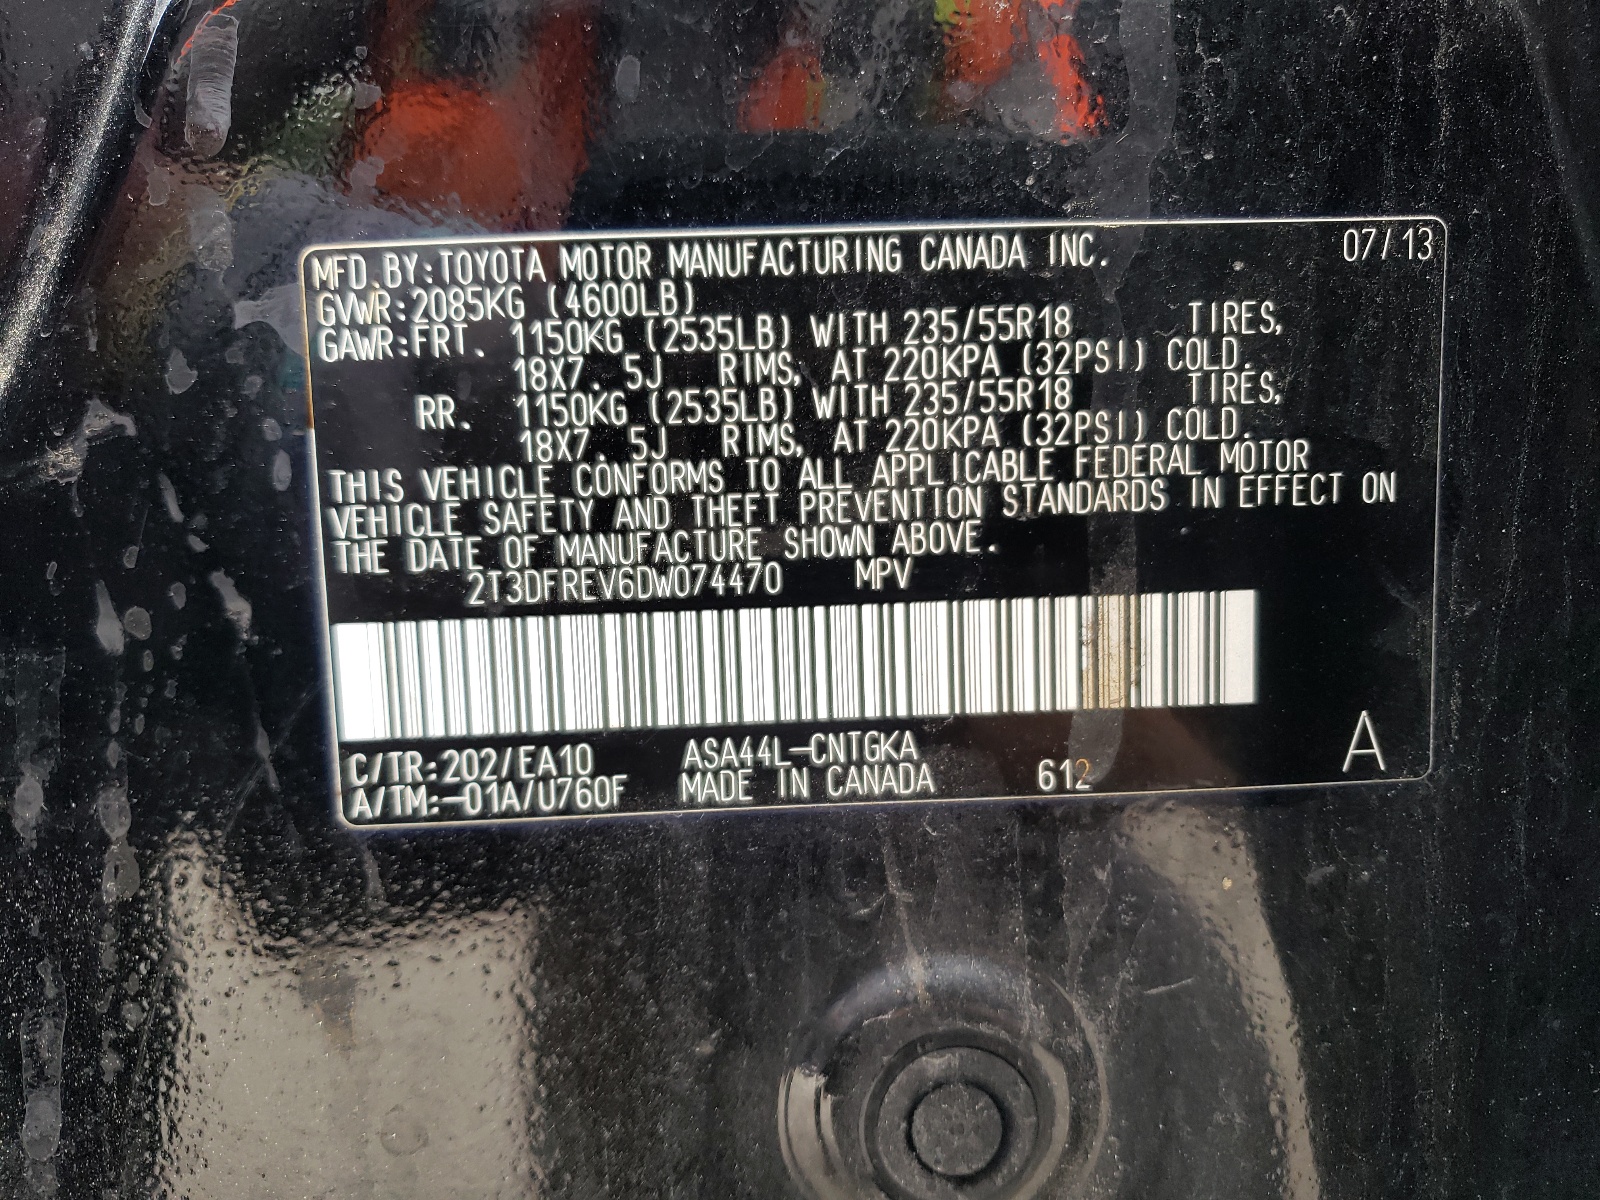 MFD. BY: TOYOTA MOTOR MANUFACTURING CANADA INC. 07/13
GVWR: 2085KG (4600LB)
GAWR: FRT. 1150KG (2535LB) WITH 235/55R18 TIRES,
18X7. 5J RIMS, AT 220KPA (32PSI) COLD.
RR. 1150KG (2535LB) WITH 235/55R18 TIRES,
18X7. 5J RIMS, AT 220KPA (32PSI) COLD.
THIS VEHICLE CONFORMS TO ALL APPLICABLE FEDERAL MOTOR
VEHICLE SAFETY AND THEFT PREVENTION STANDARDS IN EFFECT ON
THE DATE OF MANUFACTURE SHOWN ABOVE.
2T3DFREV6DW074470 MPV
C/TR: 202/EA10 ASA44L-CNTGKA
A/TM: -01A/U760F MADE IN CANADA 612 A